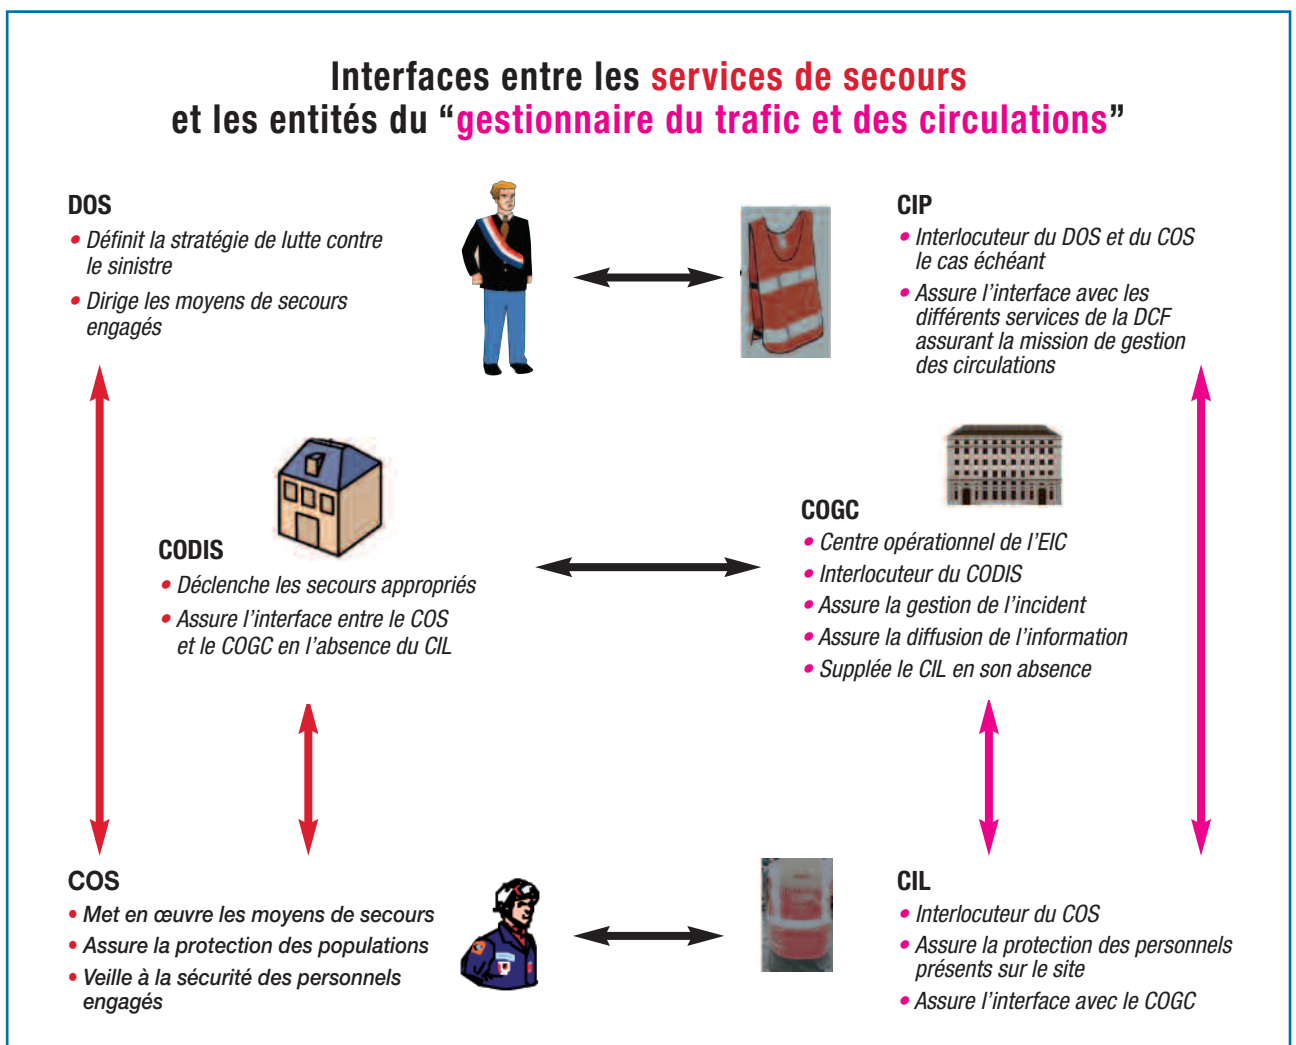 Interfaces entre les services de secours
et les entités du “gestionnaire du trafic et des circulations”
DOS
• Définit la stratégie de lutte contre
le sinistre
• Dirige les moyens de secours
engagés
CIP
• Interlocuteur du DOS et du COS
le cas échéant
• Assure l’interface avec les
différents services de la DCF
assurant la mission de gestion
des circulations
CODIS
• Déclenche les secours appropriés
• Assure l’interface entre le COS
et le COGC en l’absence du CIL
COGC
• Centre opérationnel de l’EIC
• Interlocuteur du CODIS
• Assure la gestion de l’incident
• Assure la diffusion de l’information
• Supplée le CIL en son absence
COS
• Met en œuvre les moyens de secours
• Assure la protection des populations
• Veille à la sécurité des personnels
engagés
CIL
• Interlocuteur du COS
• Assure la protection des personnels
présents sur le site
• Assure l’interface avec le COGC